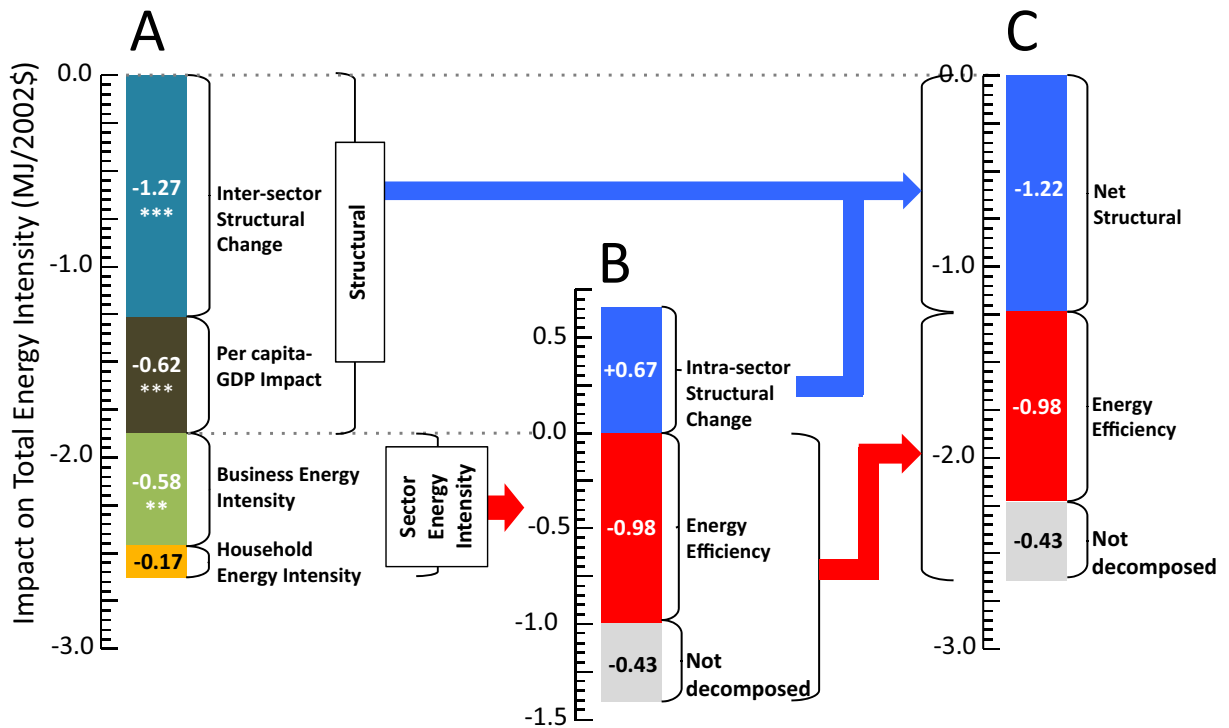 A
B
C
Impact on Total Energy Intensity (MJ/2002$)
0.0
-1.0
-2.0
-3.0
-1.27
***
-0.62
***
-0.58
**
-0.17
Inter-sector
Structural
Change
Per capita-
GDP Impact
Business Energy
Intensity
Household
Energy Intensity
Structural
Sector
Energy
Intensity
0.5
0.0
-0.5
-1.0
-1.5
+0.67
-0.98
-0.43
Intra-sector
Structural
Change
Energy
Efficiency
Not
decomposed
0.0
-1.0
-2.0
-3.0
-1.22
-0.98
-0.43
Net
Structural
Energy
Efficiency
Not
decomposed